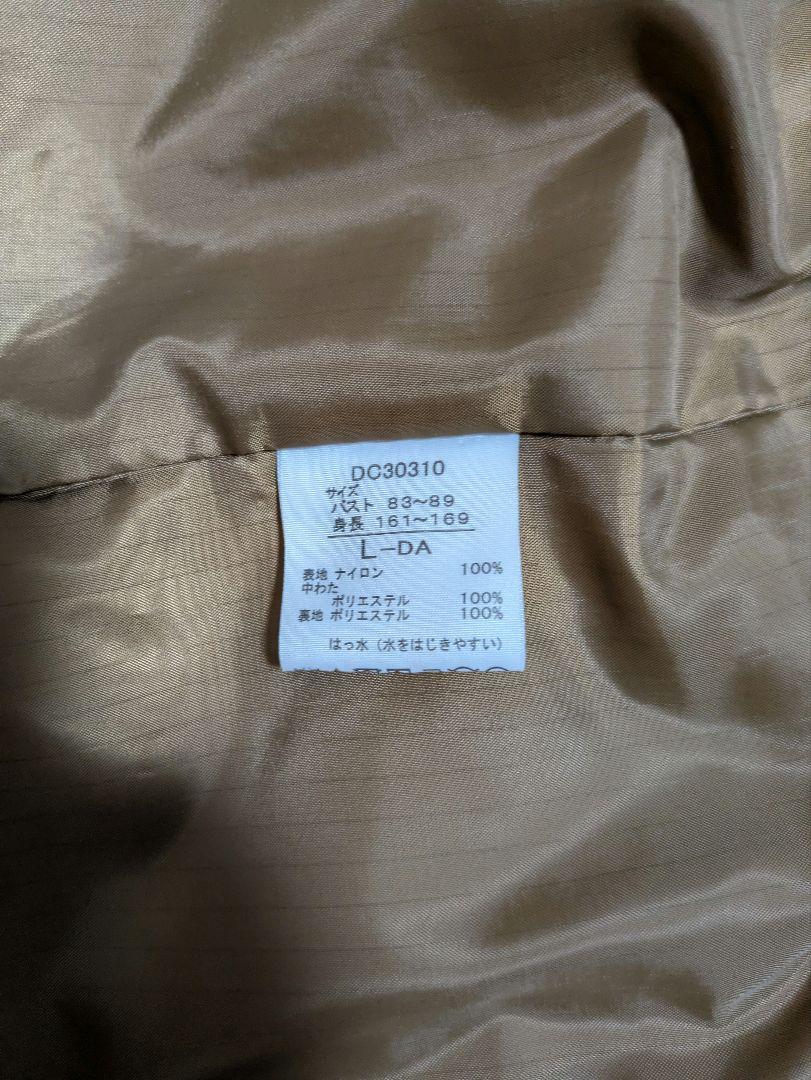 DC30310
サイズ
バスト 83～89
身長 161～169
L-DA
表地 ナイロン 100%
中わた
ポリエステル 100%
裏地 ポリエステル 100%
はっ水（水をはじきやすい）